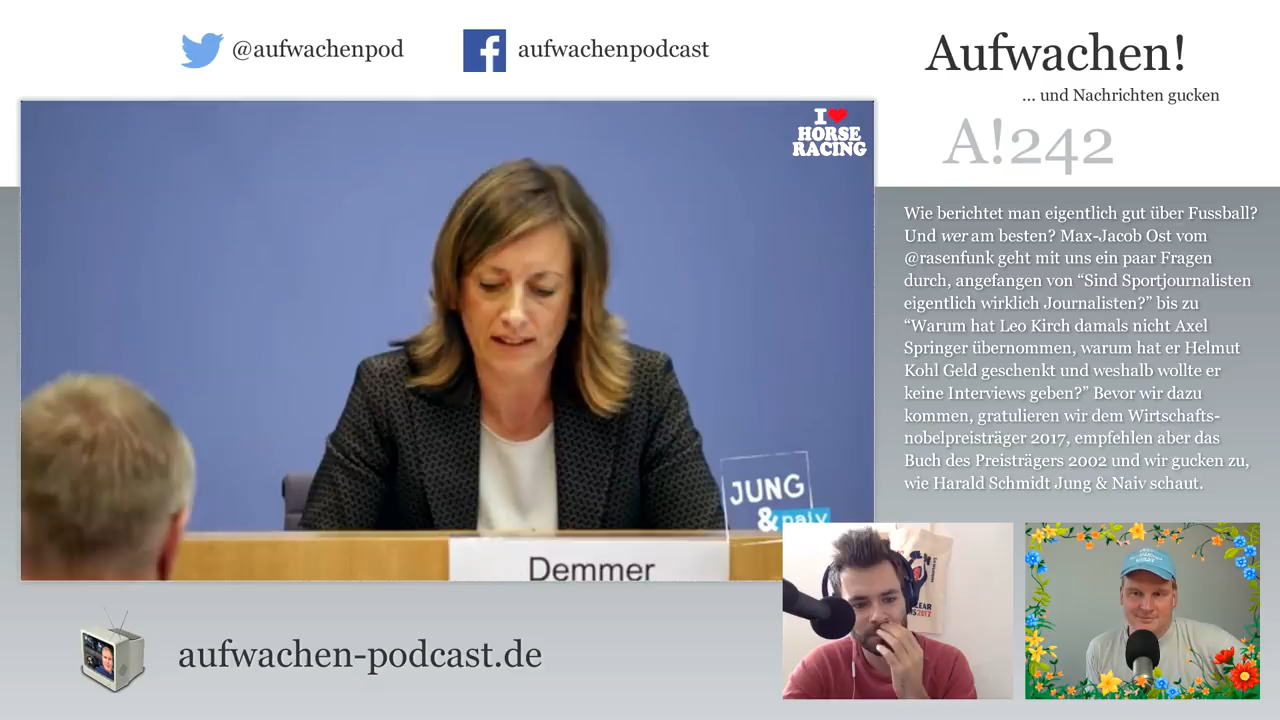 @aufwachenpod
aufwachenpodcast
Aufwachen!
... und Nachrichten gucken
A!242
I
HORSE
RACING
Wie berichtet man eigentlich gut über Fussball?
Und wer am besten? Max-Jacob Ost vom
@rasenfunk geht mit uns ein paar Fragen
durch, angefangen von “Sind Sportjournalisten
eigentlich wirklich Journalisten?” bis zu
“Warum hat Leo Kirch damals nicht Axel
Springer übernommen, warum hat er Helmut
Kohl Geld geschenkt und weshalb wollte er
keine Interviews geben?” Bevor wir dazu
kommen, gratulieren wir dem Wirtschafts-
nobelpreisträger 2017, empfehlen aber das
Buch des Preisträgers 2002 und wir gucken zu,
wie Harald Schmidt Jung & Naiv schaut.
JUNG
& naiv
Demmer
aufwachen-podcast.de